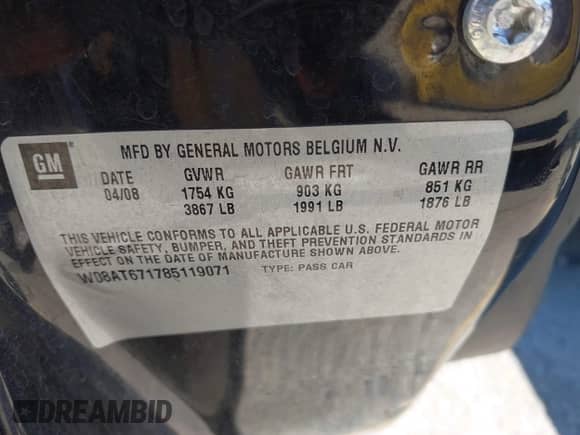 GM
MFD BY GENERAL MOTORS BELGIUM N.V.
DATE GVWR GAWR FRT GAWR RR
04/08 1754 KG 903 KG 851 KG
3867 LB 1991 LB 1876 LB
THIS VEHICLE CONFORMS TO ALL APPLICABLE U.S. FEDERAL MOTOR
VEHICLE SAFETY, BUMPER, AND THEFT PREVENTION STANDARDS IN
EFFECT ON THE DATE OF MANUFACTURE SHOWN ABOVE.
W08AT671785119071 TYPE: PASS CAR
DREAMBID